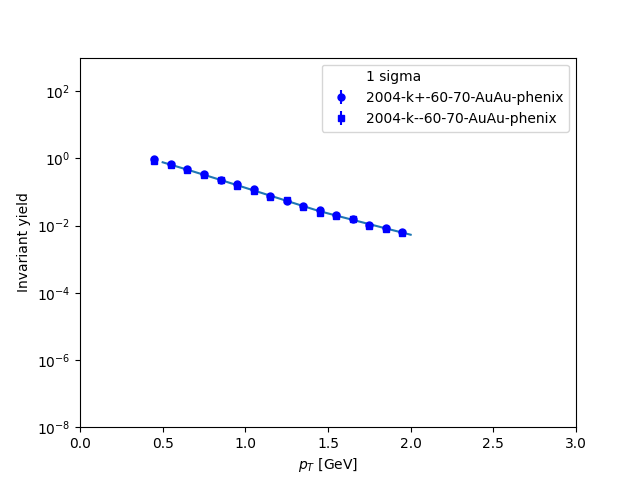 1 sigma
2004-k+-60-70-AuAu-phenix
2004-k--60-70-AuAu-phenix
Invariant yield
10^2
10^0
10^-2
10^-4
10^-6
10^-8
0.0 0.5 1.0 1.5 2.0 2.5 3.0
p_T [GeV]